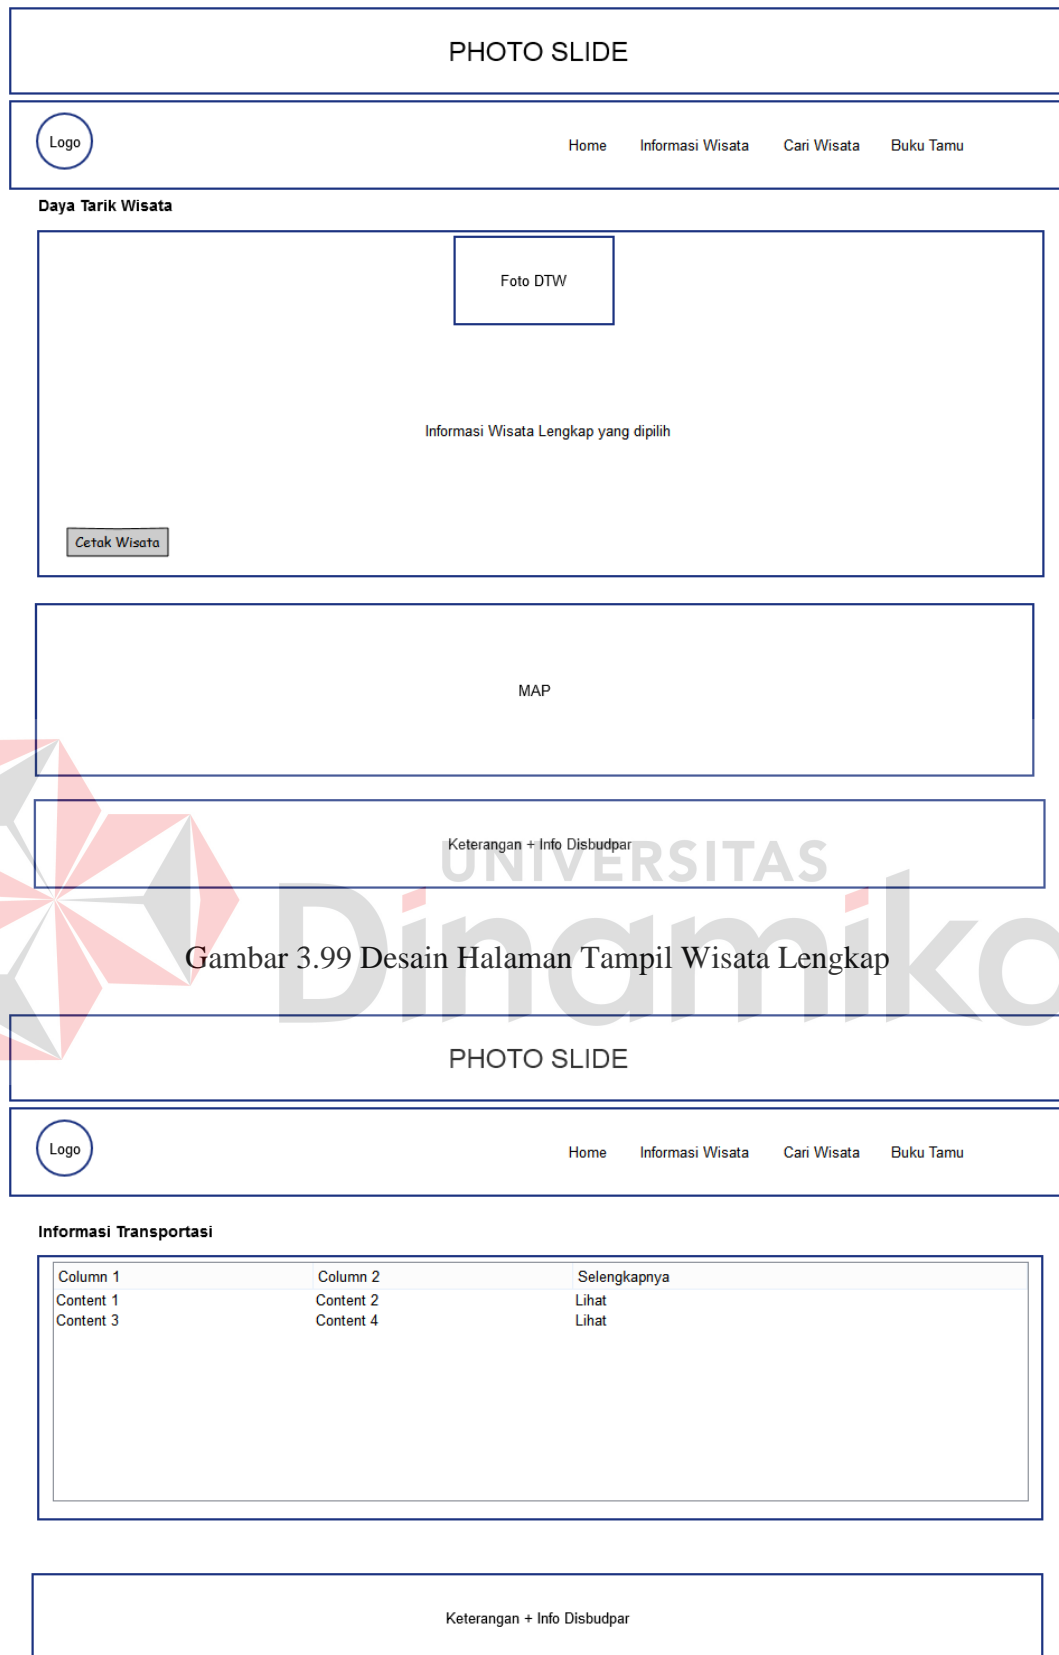 PHOTO SLIDE
Logo Home Informasi Wisata Cari Wisata Buku Tamu
Daya Tarik Wisata
Foto DTW
Informasi Wisata Lengkap yang dipilih
Cetak Wisata
MAP
Keterangan + Info Disbudpar
UNIVERSITAS
Dinamika
Gambar 3.99 Desain Halaman Tampil Wisata Lengkap
PHOTO SLIDE
Logo Home Informasi Wisata Cari Wisata Buku Tamu
Informasi Transportasi
Column 1 Column 2 Selengkapnya
Content 1 Content 2 Lihat
Content 3 Content 4 Lihat
Keterangan + Info Disbudpar